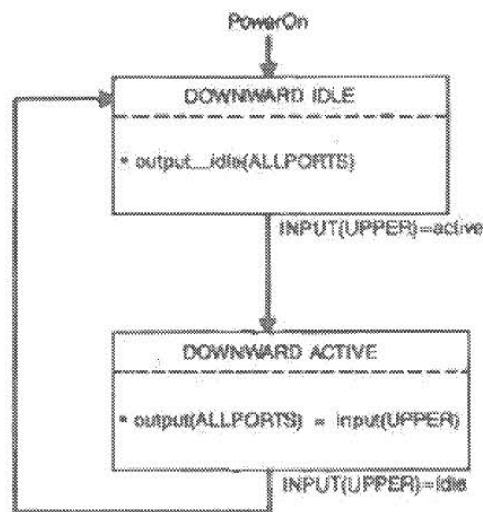 PowerOn
DOWNWARD IDLE
* output_idle(ALLPORTS)
INPUT(UPPER)=active
DOWNWARD ACTIVE
* output(ALLPORTS) = input(UPPER)
INPUT(UPPER)=idle